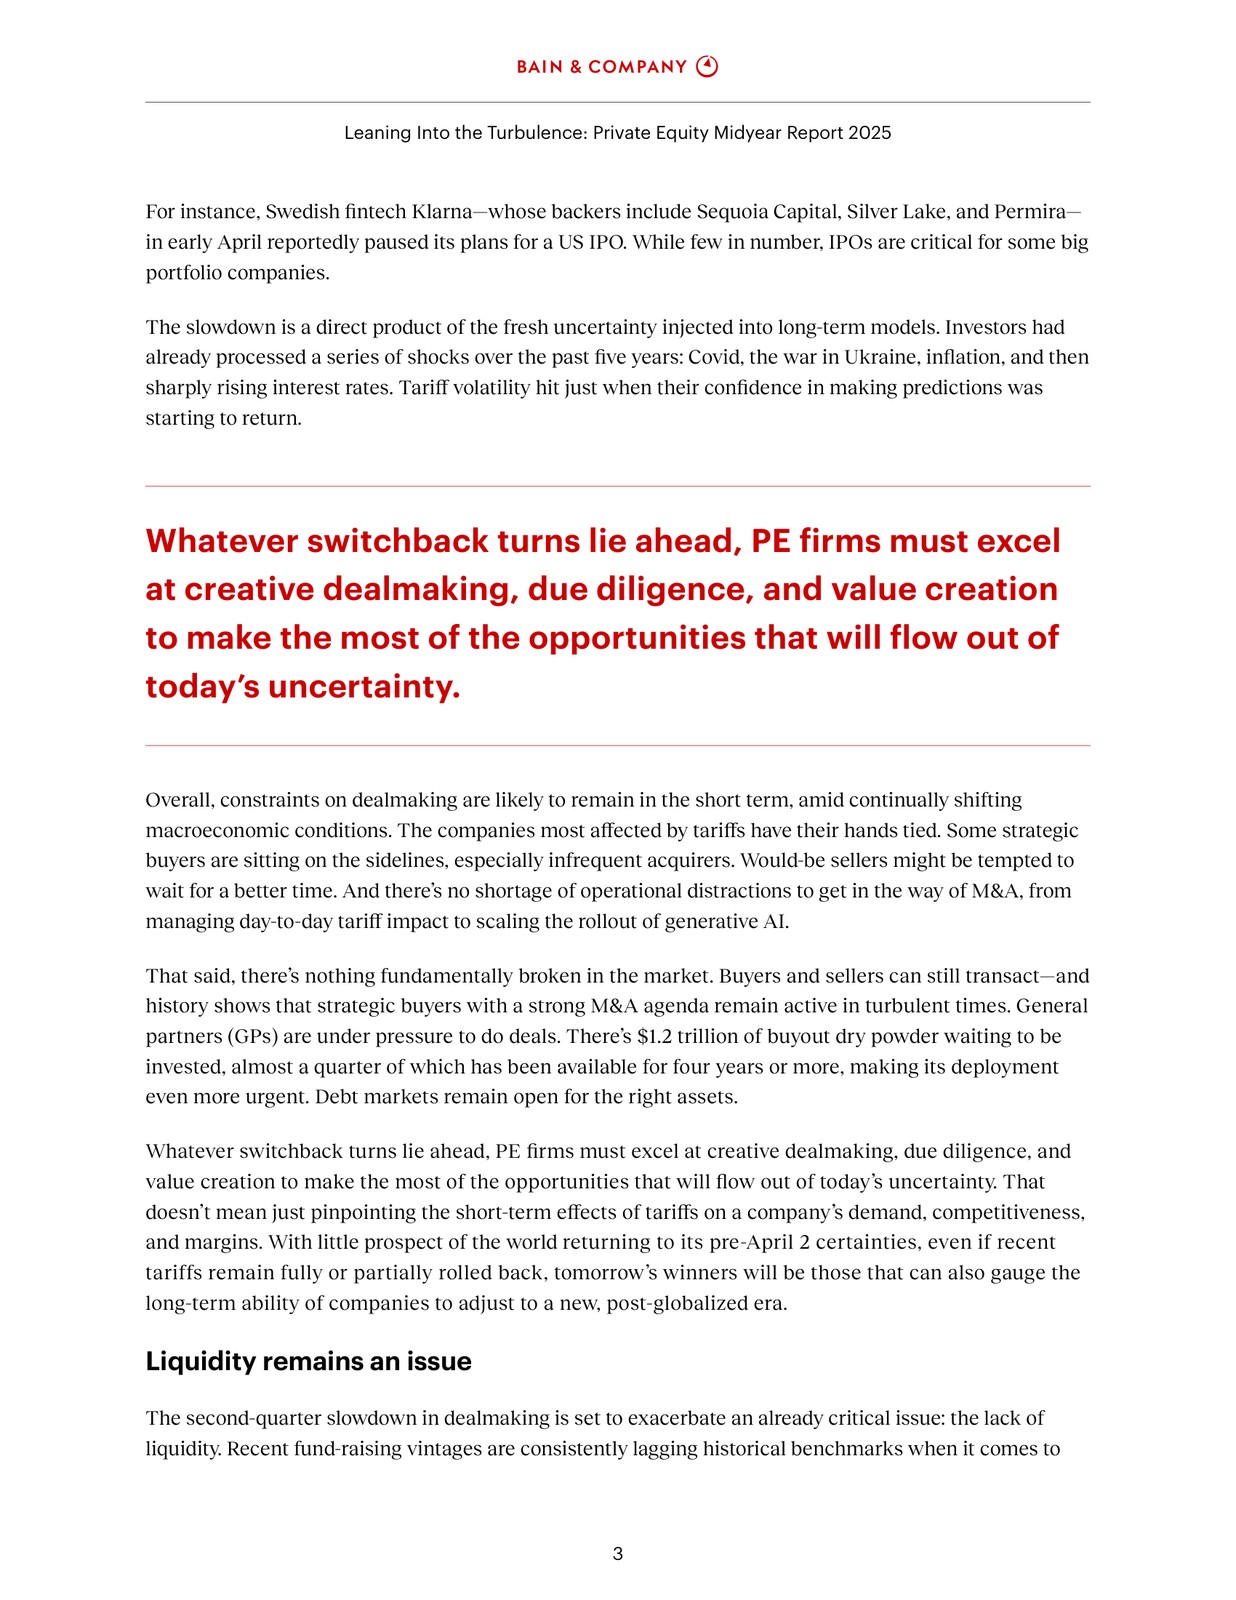 BAIN & COMPANY
Leaning Into the Turbulence: Private Equity Midyear Report 2025
For instance, Swedish fintech Klarna—whose backers include Sequoia Capital, Silver Lake, and Permira—
in early April reportedly paused its plans for a US IPO. While few in number, IPOs are critical for some big
portfolio companies.
The slowdown is a direct product of the fresh uncertainty injected into long-term models. Investors had
already processed a series of shocks over the past five years: Covid, the war in Ukraine, inflation, and then
sharply rising interest rates. Tariff volatility hit just when their confidence in making predictions was
starting to return.
Whatever switchback turns lie ahead, PE firms must excel
at creative dealmaking, due diligence, and value creation
to make the most of the opportunities that will flow out of
today’s uncertainty.
Overall, constraints on dealmaking are likely to remain in the short term, amid continually shifting
macroeconomic conditions. The companies most affected by tariffs have their hands tied. Some strategic
buyers are sitting on the sidelines, especially infrequent acquirers. Would-be sellers might be tempted to
wait for a better time. And there’s no shortage of operational distractions to get in the way of M&A, from
managing day-to-day tariff impact to scaling the rollout of generative AI.
That said, there’s nothing fundamentally broken in the market. Buyers and sellers can still transact—and
history shows that strategic buyers with a strong M&A agenda remain active in turbulent times. General
partners (GPs) are under pressure to do deals. There’s $1.2 trillion of buyout dry powder waiting to be
invested, almost a quarter of which has been available for four years or more, making its deployment
even more urgent. Debt markets remain open for the right assets.
Whatever switchback turns lie ahead, PE firms must excel at creative dealmaking, due diligence, and
value creation to make the most of the opportunities that will flow out of today’s uncertainty. That
doesn’t mean just pinpointing the short-term effects of tariffs on a company’s demand, competitiveness,
and margins. With little prospect of the world returning to its pre-April 2 certainties, even if recent
tariffs remain fully or partially rolled back, tomorrow’s winners will be those that can also gauge the
long-term ability of companies to adjust to a new, post-globalized era.
Liquidity remains an issue
The second-quarter slowdown in dealmaking is set to exacerbate an already critical issue: the lack of
liquidity. Recent fund-raising vintages are consistently lagging historical benchmarks when it comes to
3